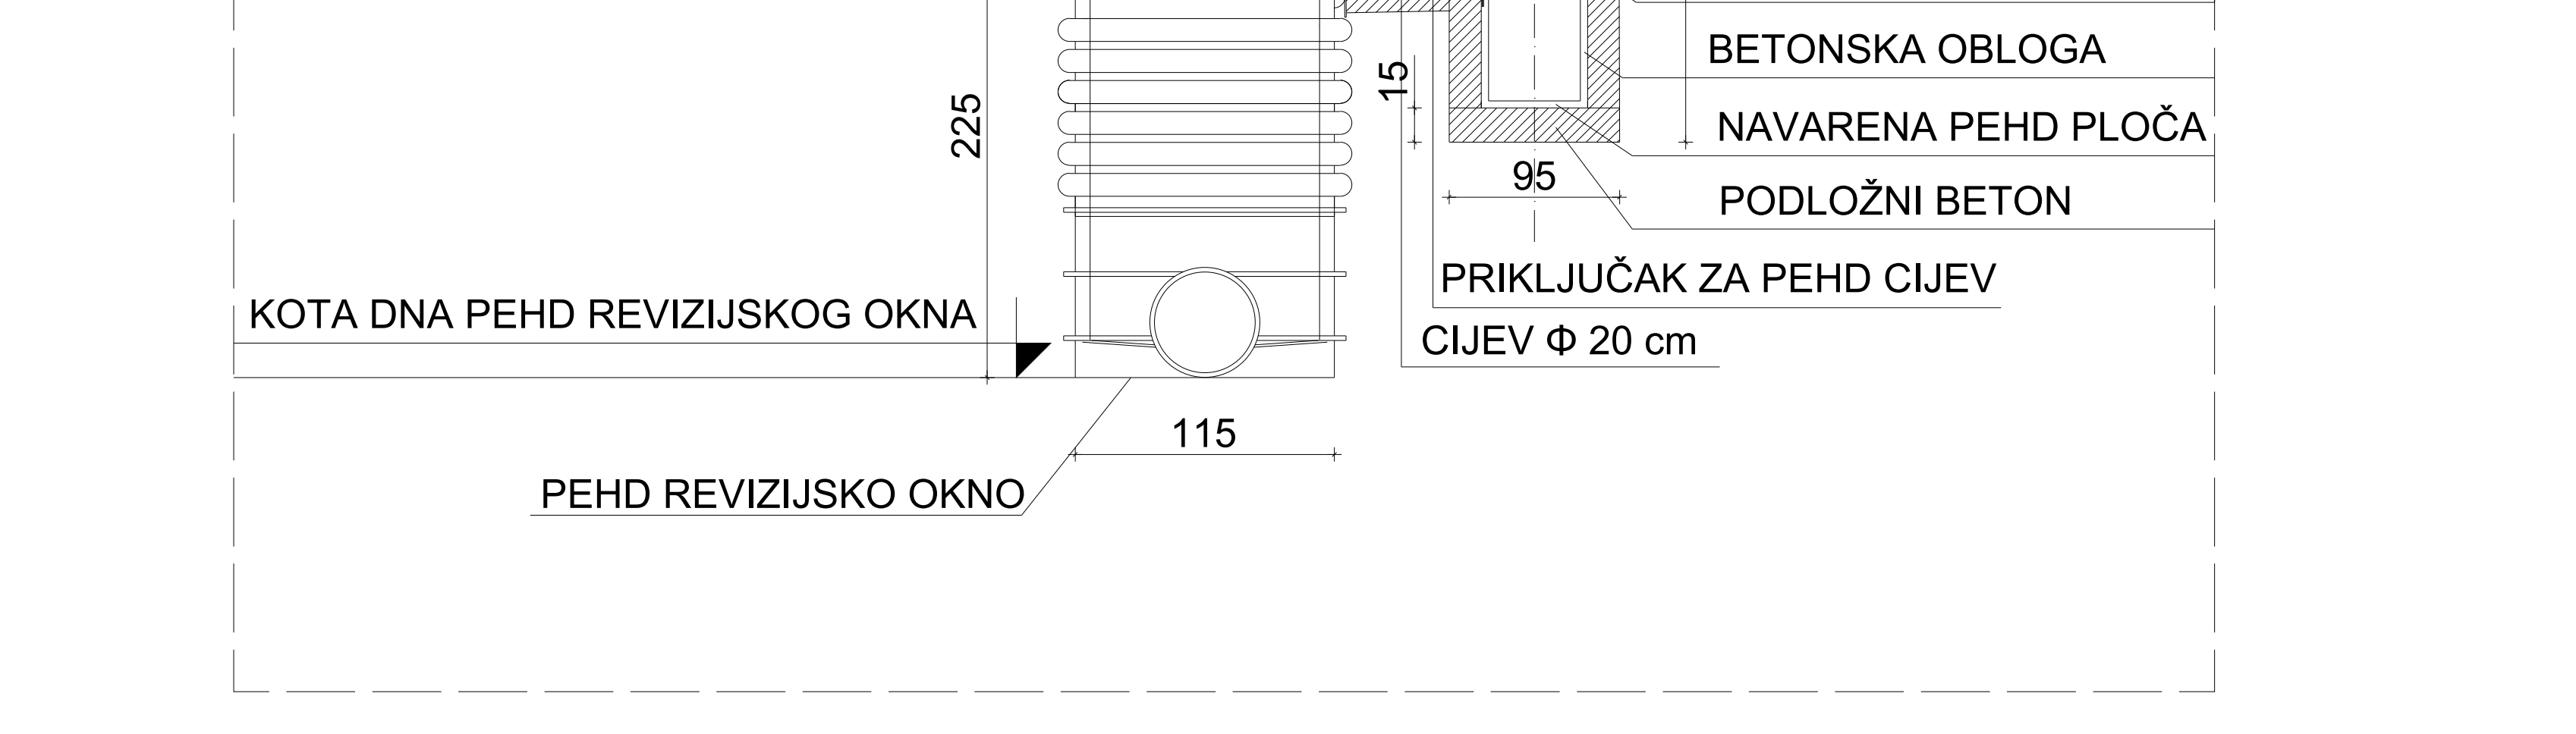 BETONSKA OBLOGA
15
225
NAVARENA PEHD PLOČA
95
PODLOŽNI BETON
PRIKLJUČAK ZA PEHD CIJEV
KOTA DNA PEHD REVIZIJSKOG OKNA
CIJEV Φ 20 cm
115
PEHD REVIZIJSKO OKNO